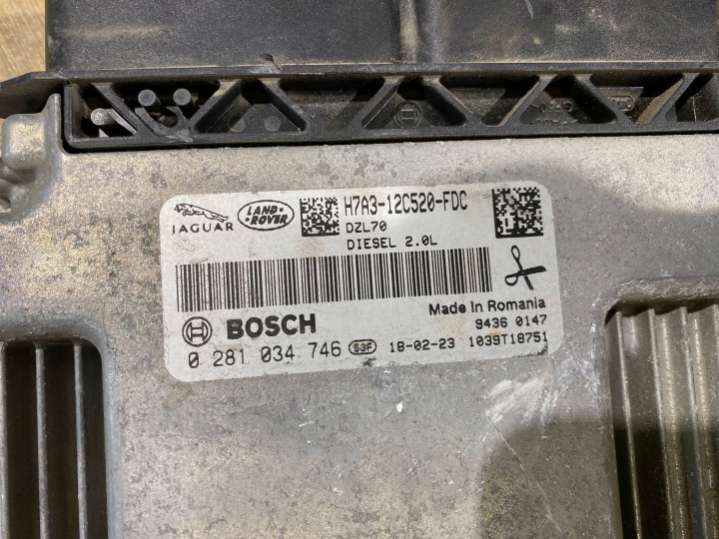 JAGUAR
LAND-
ROVER
H7A3-12C520-FDC
DZL70
DIESEL 2.0L
Made in Romania
BOSCH
9436 0147
0 281 034 746 S3F 18-02-23 1039T18751